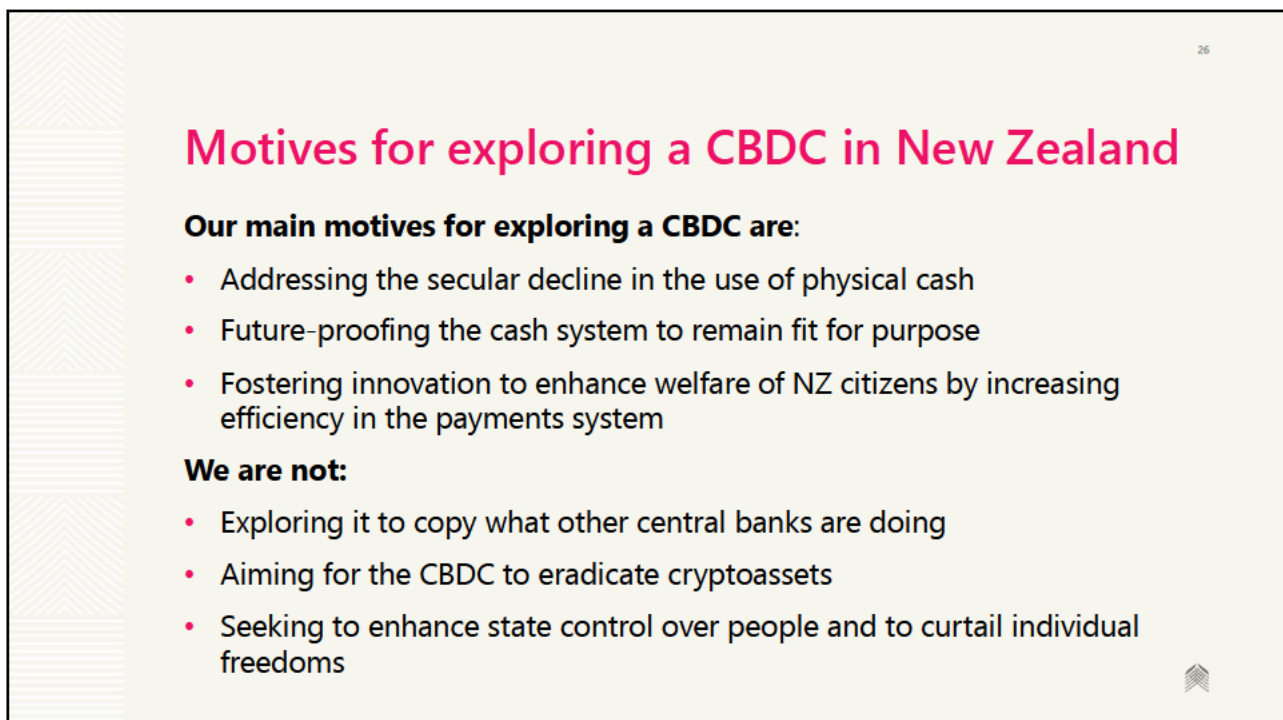 26
Motives for exploring a CBDC in New Zealand
Our main motives for exploring a CBDC are:
• Addressing the secular decline in the use of physical cash
• Future-proofing the cash system to remain fit for purpose
• Fostering innovation to enhance welfare of NZ citizens by increasing
efficiency in the payments system
We are not:
• Exploring it to copy what other central banks are doing
• Aiming for the CBDC to eradicate cryptoassets
• Seeking to enhance state control over people and to curtail individual
freedoms